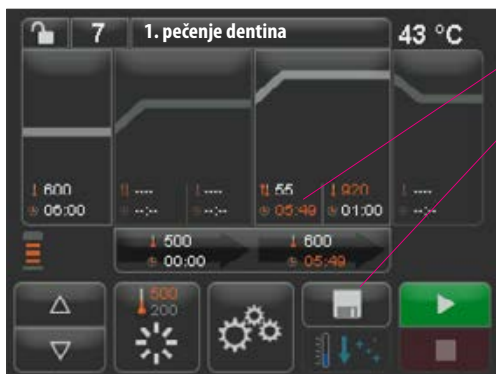 7 1. pečenje dentina 43 °C
600 ---- ---- 55 920 ----
06:00 --:-- --:-- 05:49 01:00 --:--
500 600
00:00 05:49
500
200